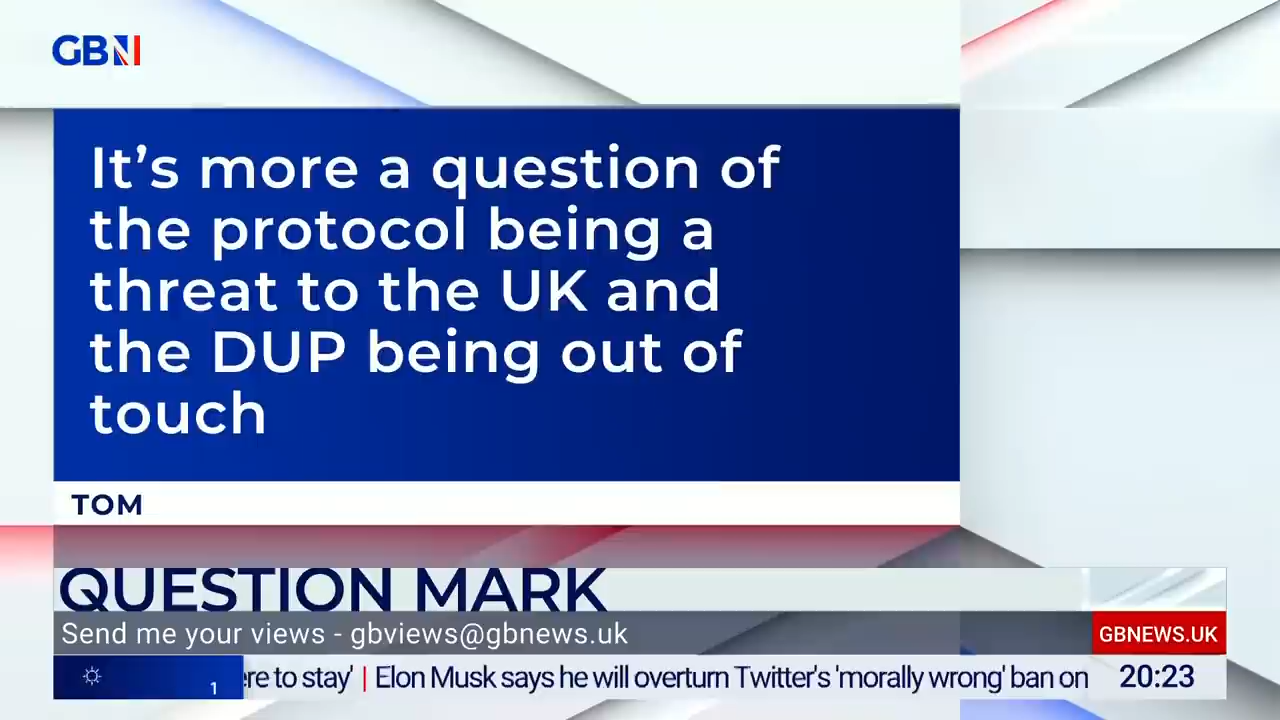 GBN
It’s more a question of
the protocol being a
threat to the UK and
the DUP being out of
touch
TOM
QUESTION MARK
Send me your views - gbviews@gbnews.uk
GBNEWS.UK
1
ere to stay' | Elon Musk says he will overturn Twitter's 'morally wrong' ban on
20:23